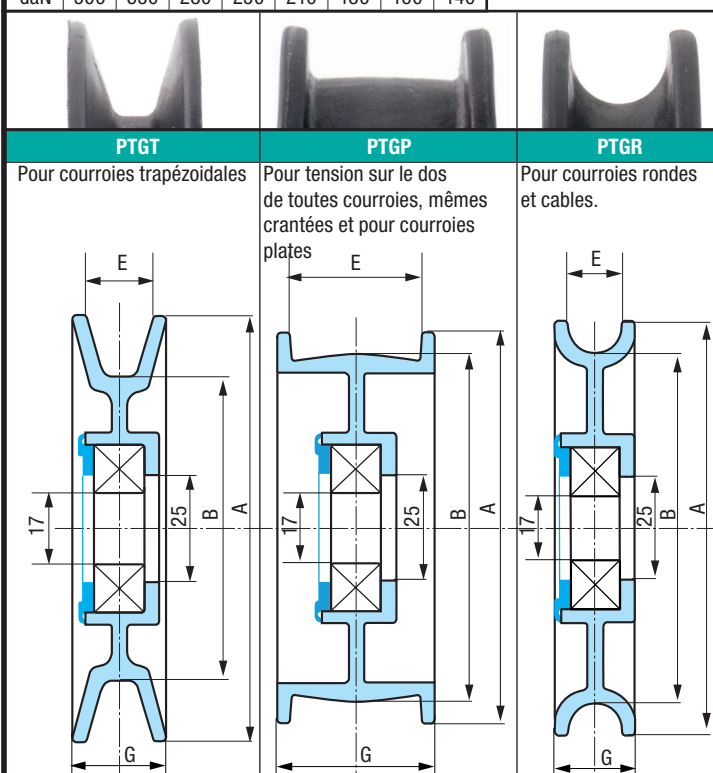 daN
PTGT PTGP PTGR
Pour courroies trapézoidales
Pour tension sur le dos
de toutes courroies, mêmes
crantées et pour courroies
plates
Pour courroies rondes
et cables.
E E E
17 25 B A
17 25 B A
17 25 B A
G G G